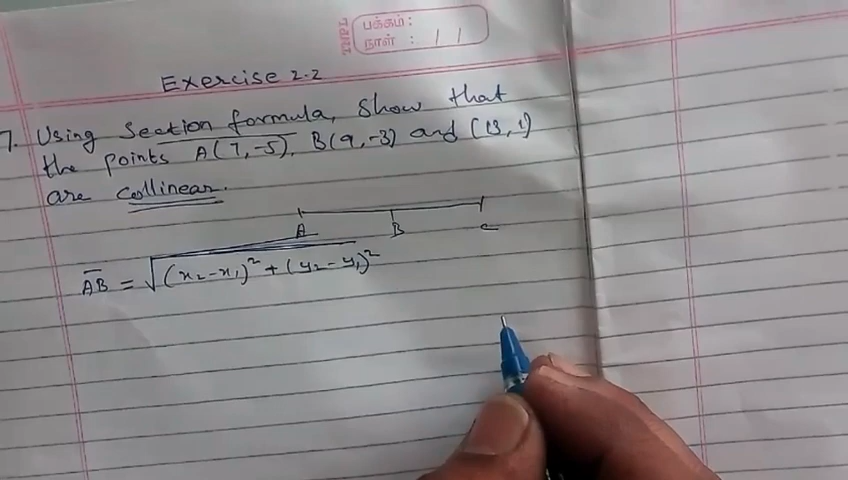 பக்கம்:
நாள் : / /
Exercise 2.2
7. Using Section formula, Show that
the points A(7,-5), B(9,-3) and (13,1)
are collinear.
A B C
AB = √(x₂-x₁)² + (y₂-y₁)²